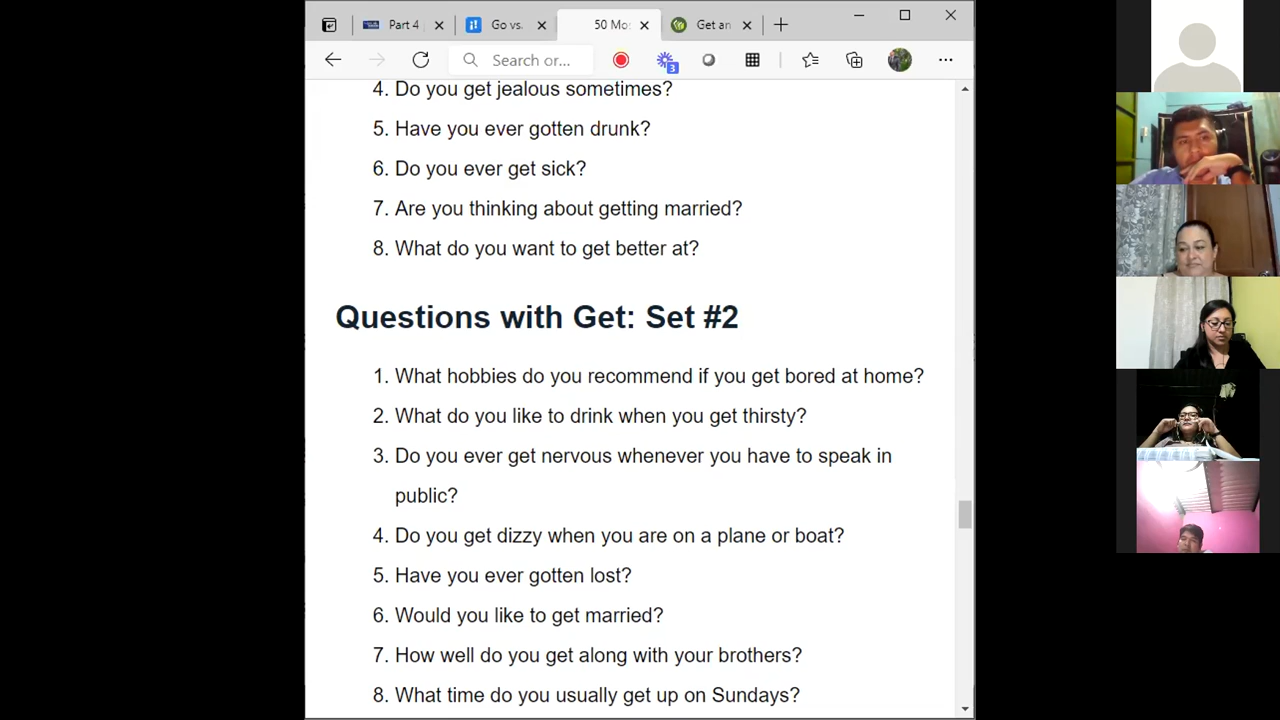 Part 4
Go vs.
50 Mo
Get an
Search or...
3
4. Do you get jealous sometimes?
5. Have you ever gotten drunk?
6. Do you ever get sick?
7. Are you thinking about getting married?
8. What do you want to get better at?
Questions with Get: Set #2
1. What hobbies do you recommend if you get bored at home?
2. What do you like to drink when you get thirsty?
3. Do you ever get nervous whenever you have to speak in
public?
4. Do you get dizzy when you are on a plane or boat?
5. Have you ever gotten lost?
6. Would you like to get married?
7. How well do you get along with your brothers?
8. What time do you usually get up on Sundays?